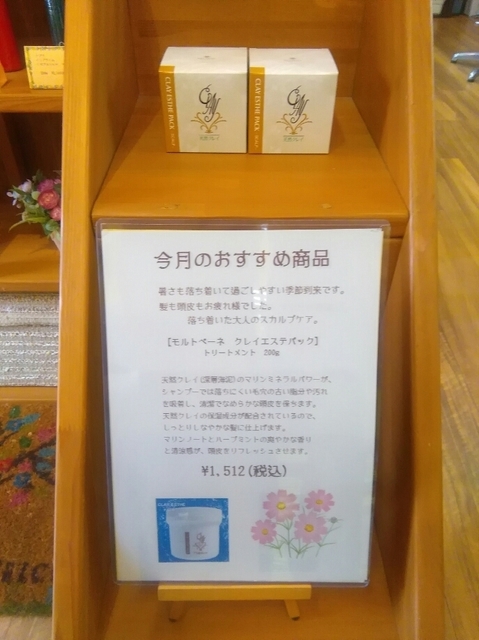 CLAY ESTHE PACK
CLAY ESTHE PACK
今月のおすすめ商品
暑さも落ち着いて過ごしやすい季節到来です。
髪も頭皮もお疲れ様でした。
落ち着いた大人のスカルプケア。
【モルトベーネ クレイエステパック】
トリートメント 200g
天然クレイ(深層海泥)のマリンミネラルパワーが、
シャンプーでは落ちにくい毛穴の古い脂分や汚れ
を吸着し、清潔でなめらかな頭皮を保ちます。
天然クレイの保湿成分が配合されているので、
しっとりしなやかな髪に仕上げます。
マリンノートとハーブミントの爽やかな香り
と清涼感が、頭皮をリフレッシュさせます。
¥1,512(税込)
CLAY ESTHE